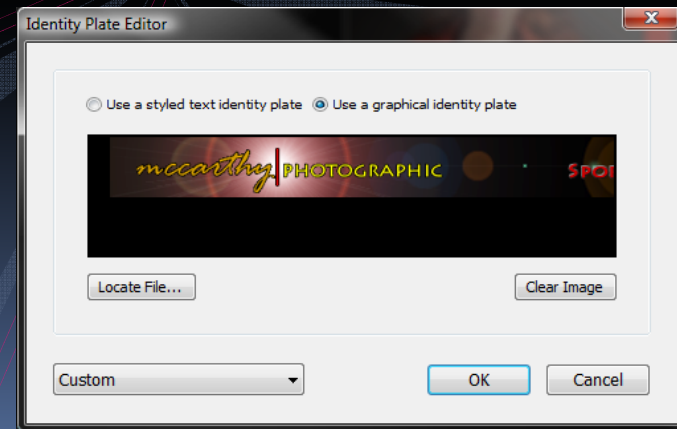 Identity Plate Editor
Use a styled text identity plate Use a graphical identity plate
mccarthy PHOTOGRAPHIC SPOR
Locate File... Clear Image
Custom OK Cancel